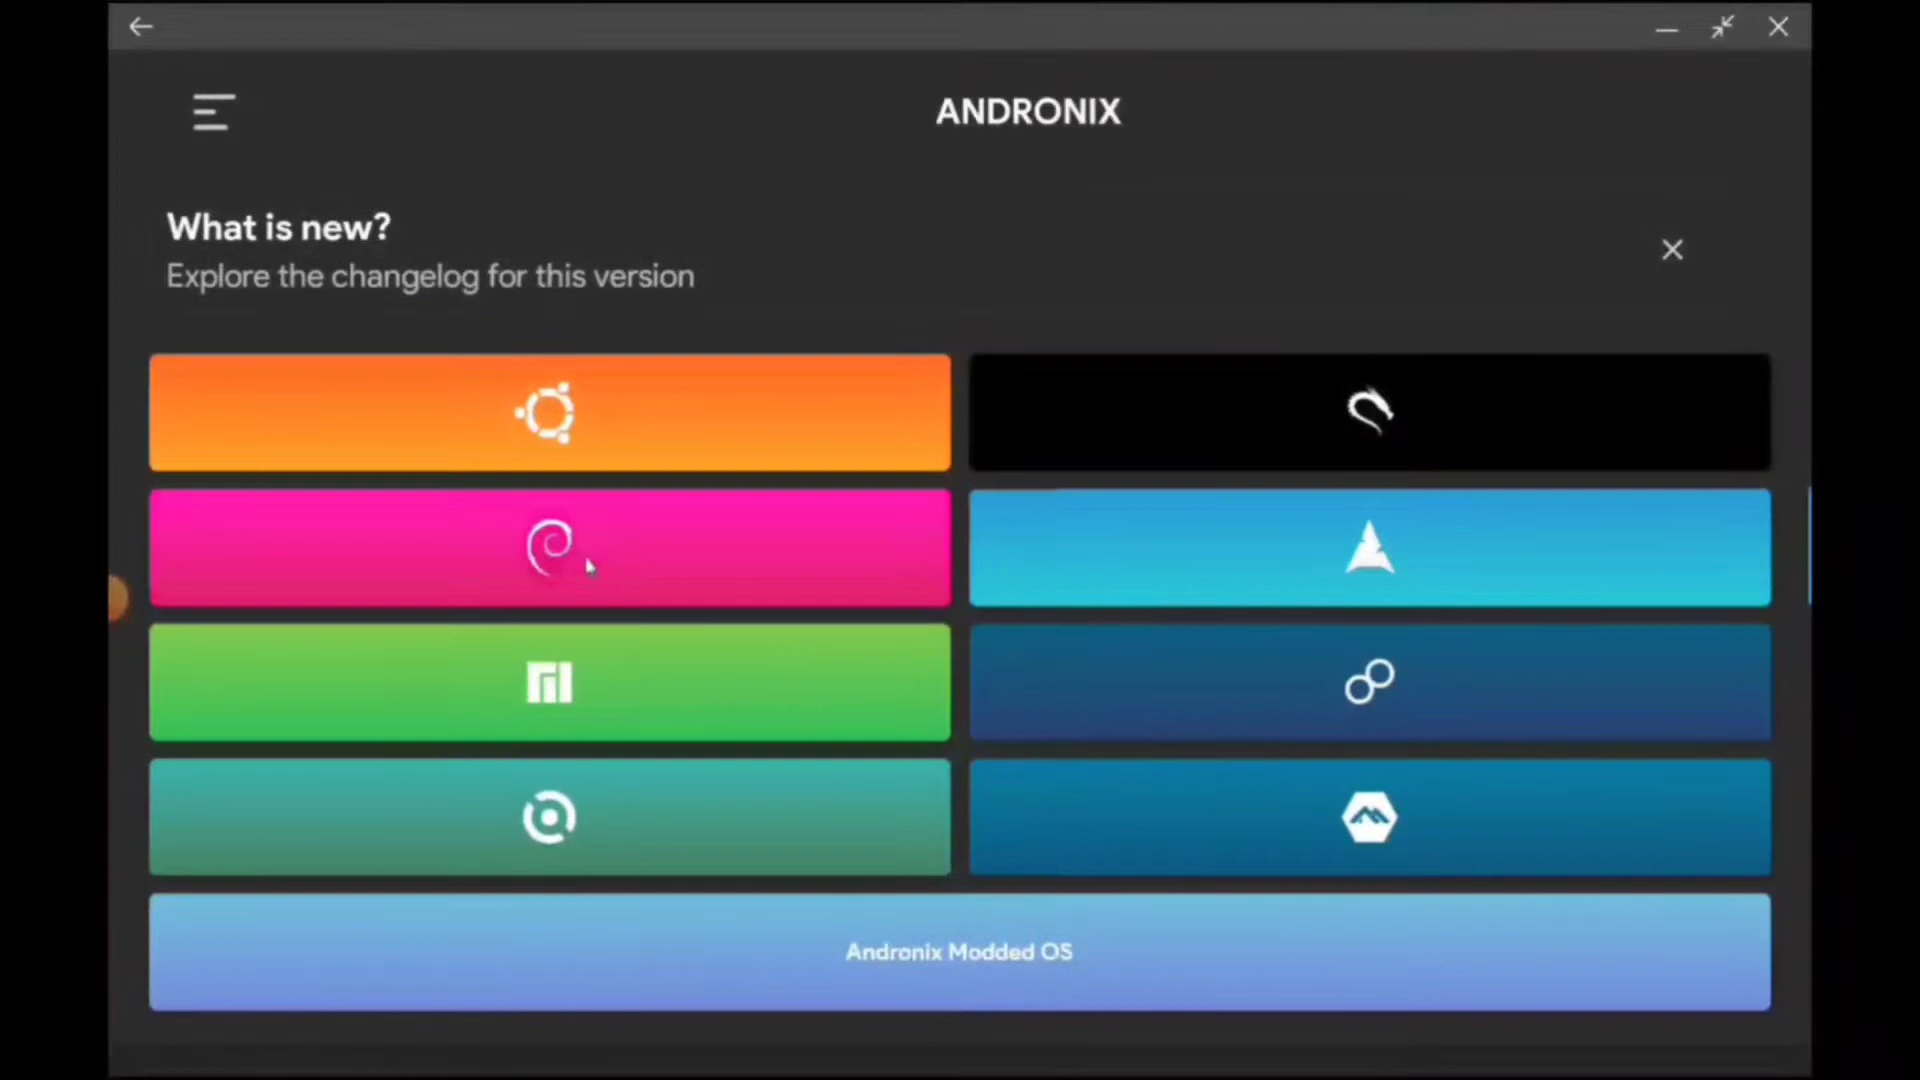 ANDRONIX
What is new?
Explore the changelog for this version
Andronix Modded OS